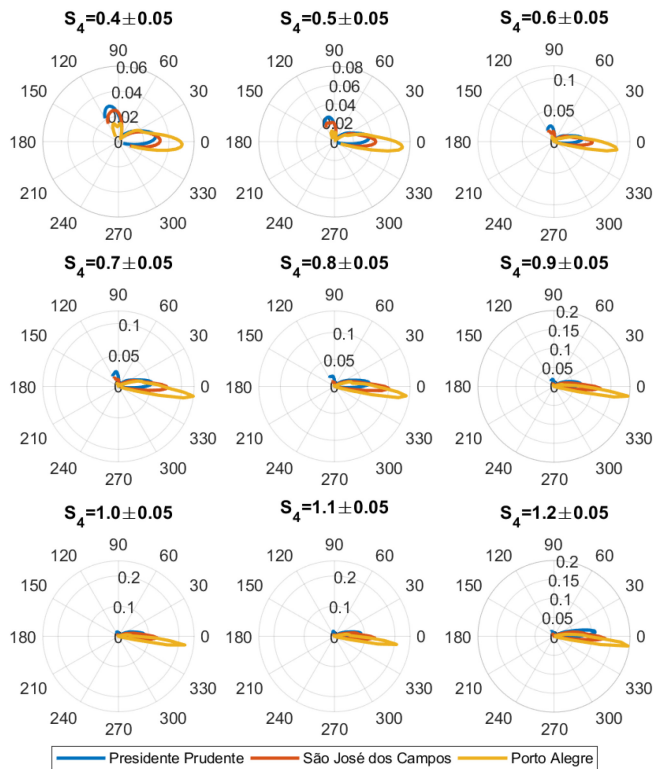 S4=0.4±0.05 S4=0.5±0.05 S4=0.6±0.05
90 90 90
120 60 120 60 120 60
0.06 0.08 0.1
150 0.04 30 150 0.06 30 150 30
0.04 0.05
0.02 0.02
180 0 0 180 0 0 180 0 0
210 330 210 330 210 330
240 300 240 300 240 300
270 270 270
S4=0.7±0.05 S4=0.8±0.05 S4=0.9±0.05
90 90 90
120 60 120 60 120 0.2 60
0.1 0.1 0.15
150 30 150 30 150 0.1 30
0.05 0.05 0.05
180 0 0 180 0 0 180 0 0
210 330 210 330 210 330
240 300 240 300 240 300
270 270 270
S4=1.0±0.05 S4=1.1±0.05 S4=1.2±0.05
90 90 90
120 60 120 60 120 0.2 60
0.2 0.2 0.15
150 30 150 30 150 0.1 30
0.1 0.1 0.05
180 0 0 180 0 0 180 0 0
210 330 210 330 210 330
240 300 240 300 240 300
270 270 270
Presidente Prudente São José dos Campos Porto Alegre